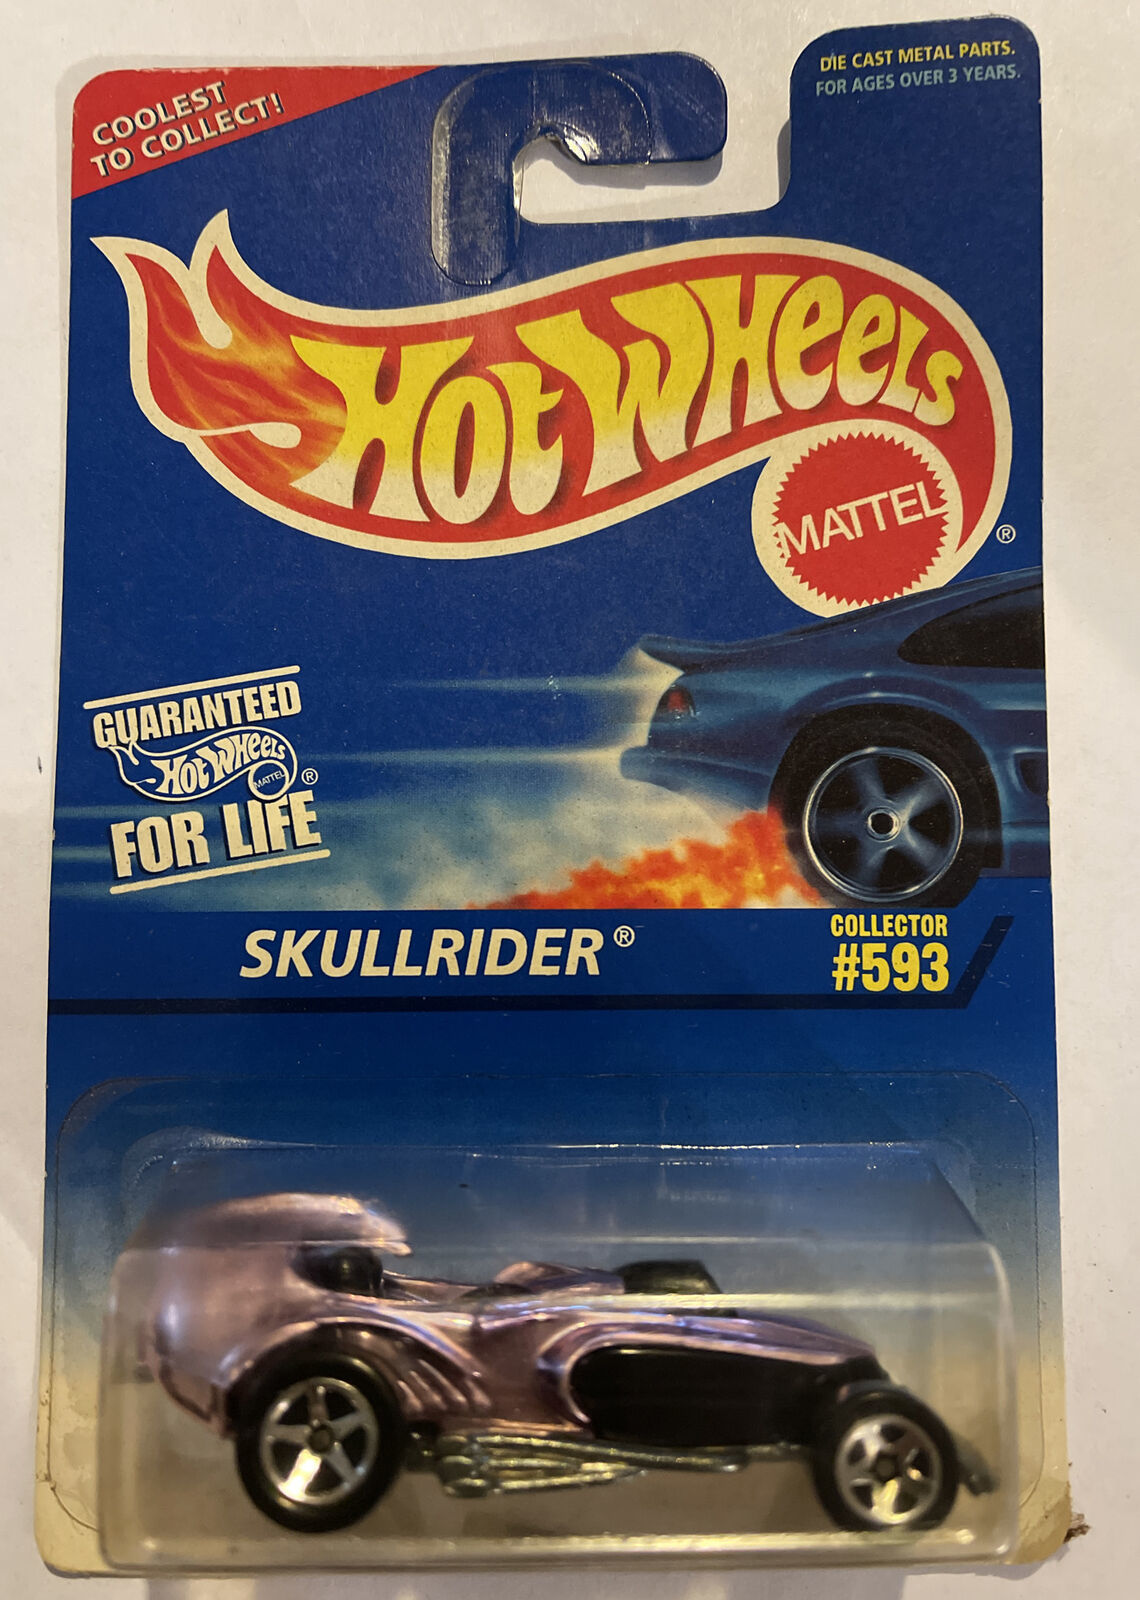 COOLEST
TO COLLECT!
DIE CAST METAL PARTS.
FOR AGES OVER 3 YEARS.
HOT WHEELS
MATTEL
®
GUARANTEED
HOT WHEELS
MATTEL
®
FOR LIFE
SKULLRIDER®
COLLECTOR
#593